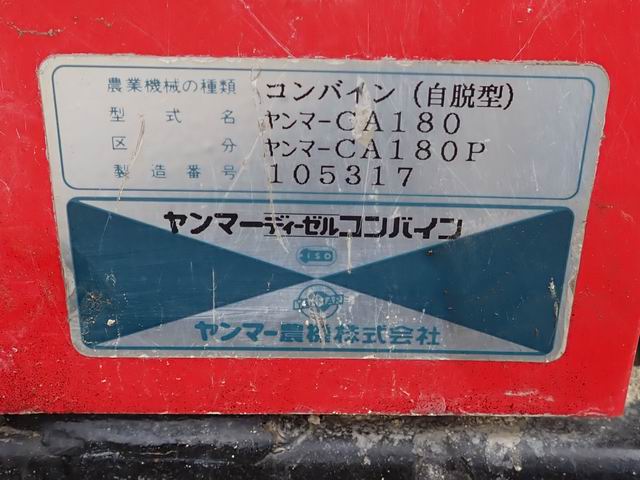 農業機械の種類 コンバイン(自脱型)
型式名 ヤンマーCA180
区分 ヤンマーCA180P
製造番号 105317
ヤンマーディーゼルコンバイン
ISO
YANMAR
ヤンマー農機株式会社